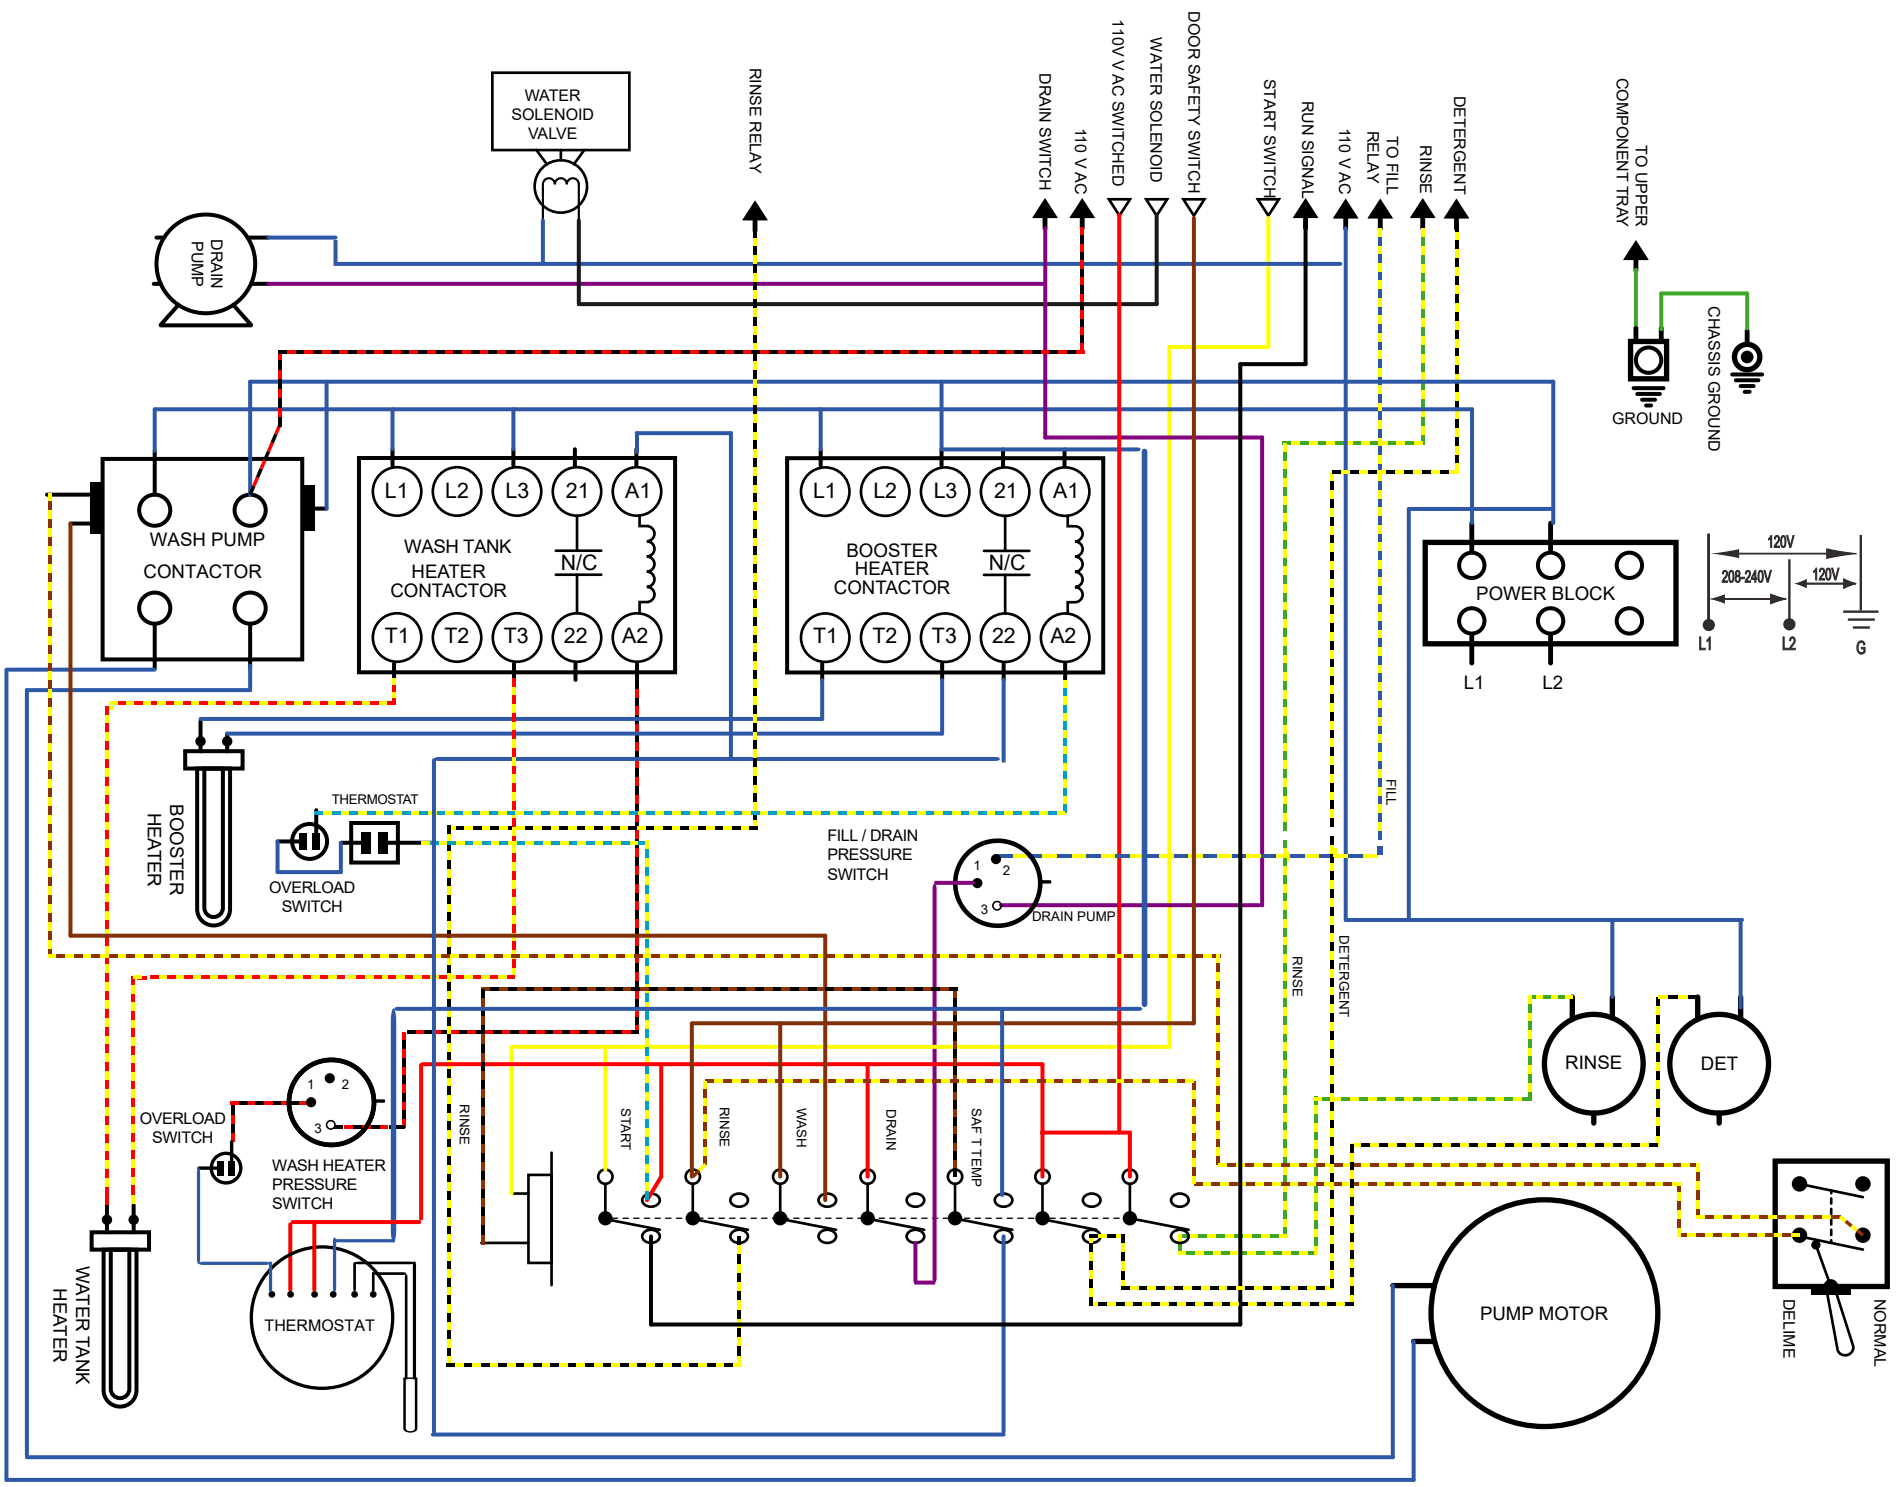 WATER
SOLENOID
VALVE
RINSE RELAY
DRAIN SWITCH
110 V AC
110V V AC SWITCHED
WATER SOLENOID
DOOR SAFETY SWITCH
START SWITCH
RUN SIGNAL
110 V AC
TO FILL
RELAY
RINSE
DETERGENT
TO UPPER
COMPONENT TRAY
DRAIN
PUMP
CHASSIS GROUND
GROUND
WASH PUMP
CONTACTOR
L1
L2
L3
21
A1
WASH TANK
HEATER
CONTACTOR
N/C
T1
T2
T3
22
A2
L1
L2
L3
21
A1
BOOSTER
HEATER
CONTACTOR
N/C
T1
T2
T3
22
A2
POWER BLOCK
L1
L2
120V
208-240V
120V
L1
L2
G
BOOSTER
HEATER
THERMOSTAT
OVERLOAD
SWITCH
FILL / DRAIN
PRESSURE
SWITCH
1
2
3
DRAIN PUMP
FILL
DETERGENT
RINSE
RINSE
DET
1
2
3
OVERLOAD
SWITCH
WASH HEATER
PRESSURE
SWITCH
RINSE
START
RINSE
WASH
DRAIN
SAF T TEMP
WATER TANK
HEATER
THERMOSTAT
PUMP MOTOR
DELIME
NORMAL